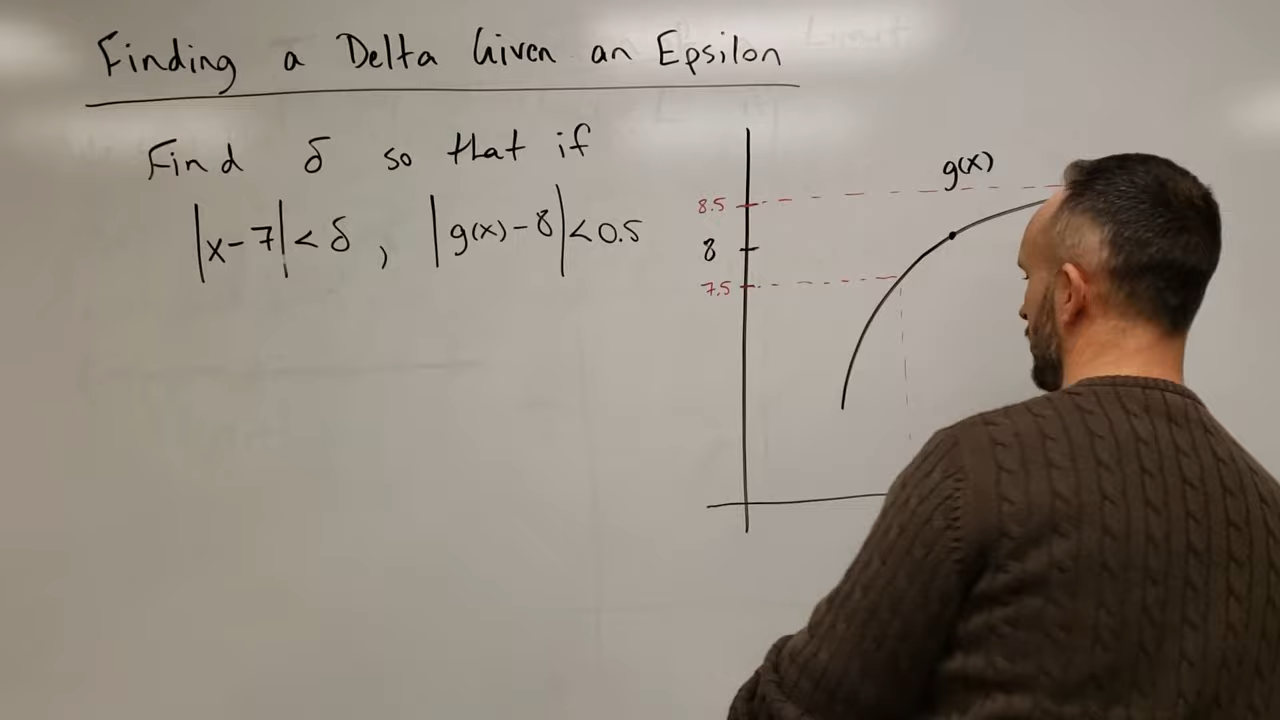 Finding a Delta Given an Epsilon
Find δ so that if
|x-7|<δ, |g(x)-8|<0.5
g(x)
8.5
8
7.5